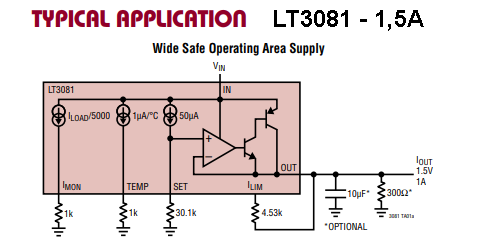 TYPICAL APPLICATION LT3081 - 1,5A
Wide Safe Operating Area Supply
VIN
LT3081
IN
ILOAD/5000
1µA/°C
50µA
+
–
OUT
IOUT
1.5V
1A
IMON
TEMP
SET
ILIM
10µF*
300Ω*
1k
1k
30.1k
4.53k
*OPTIONAL
3081 TA01a